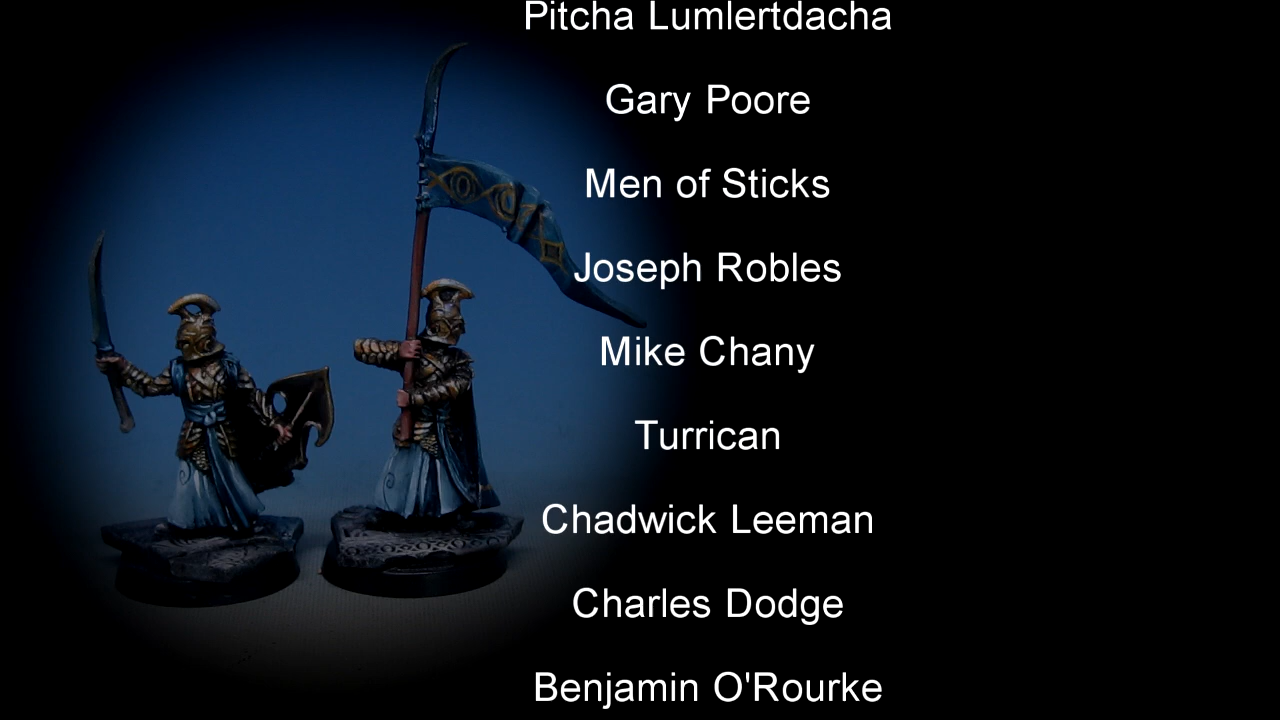 Pitcha Lumlertdacha
Gary Poore
Men of Sticks
Joseph Robles
Mike Chany
Turrican
Chadwick Leeman
Charles Dodge
Benjamin O'Rourke